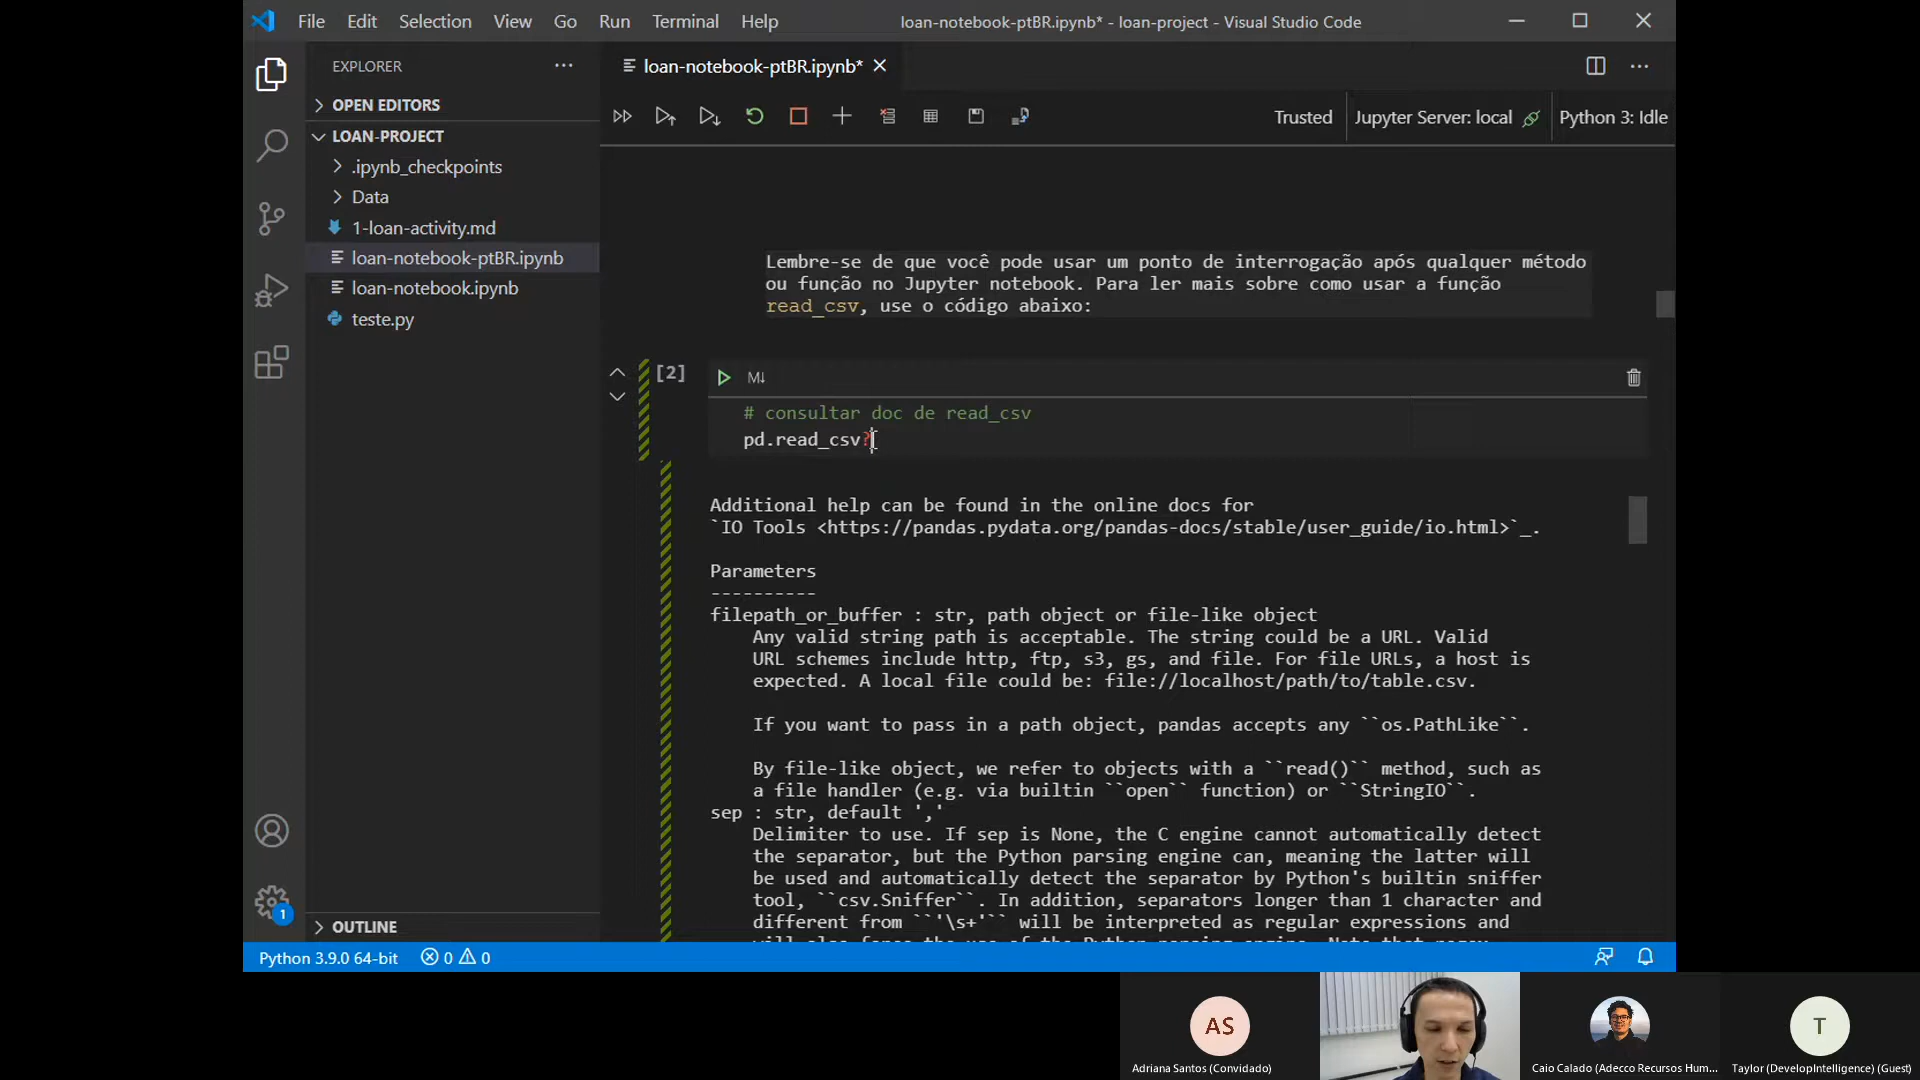 File Edit Selection View Go Run Terminal Help
loan-notebook-ptBR.ipynb* - loan-project - Visual Studio Code
EXPLORER
loan-notebook-ptBR.ipynb*
OPEN EDITORS
LOAN-PROJECT
.ipynb_checkpoints
Data
1-loan-activity.md
loan-notebook-ptBR.ipynb
loan-notebook.ipynb
teste.py
OUTLINE
Trusted
Jupyter Server: local
Python 3: Idle
Lembre-se de que você pode usar um ponto de interrogação após qualquer método
ou função no Jupyter notebook. Para ler mais sobre como usar a função
read_csv, use o código abaixo:
[2]
M↓
# consultar doc de read_csv
pd.read_csv?
Additional help can be found in the online docs for
`IO Tools <https://pandas.pydata.org/pandas-docs/stable/user_guide/io.html>`_.
Parameters
----------
filepath_or_buffer : str, path object or file-like object
Any valid string path is acceptable. The string could be a URL. Valid
URL schemes include http, ftp, s3, gs, and file. For file URLs, a host is
expected. A local file could be: file://localhost/path/to/table.csv.
If you want to pass in a path object, pandas accepts any ``os.PathLike``.
By file-like object, we refer to objects with a ``read()`` method, such as
a file handler (e.g. via builtin ``open`` function) or ``StringIO``.
sep : str, default ','
Delimiter to use. If sep is None, the C engine cannot automatically detect
the separator, but the Python parsing engine can, meaning the latter will
be used and automatically detect the separator by Python's builtin sniffer
tool, ``csv.Sniffer``. In addition, separators longer than 1 character and
different from ``'\s+'`` will be interpreted as regular expressions and
will also force the use of the Python parsing engine. Note that regex
1
Python 3.9.0 64-bit
0
0
AS
T
Adriana Santos (Convidado)
Caio Calado (Adecco Recursos Hum...
Taylor (DevelopIntelligence) (Guest)